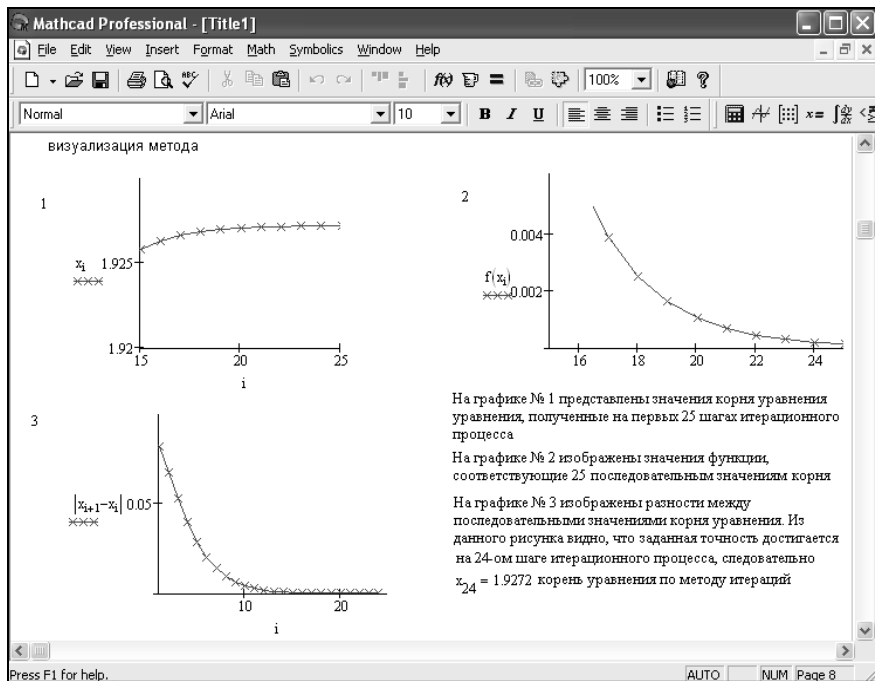 Mathcad Professional - [Title1]
File Edit View Insert Format Math Symbolics Window Help
100%
Normal Arial 10 B I U
визуализация метода
1
x_i
1.925
1.92
15 20 25
i
2
f(x_i)
0.004
0.002
16 18 20 22 24
3
|x_{i+1}−x_i| 0.05
10 20
i
На графике № 1 представлены значения корня уравнения
уравнения, полученные на первых 25 шагах итерационного
процесса
На графике № 2 изображены значения функции,
соответствующие 25 последовательным значениям корня
На графике № 3 изображены разности между
последовательными значениями корня уравнения. Из
данного рисунка видно, что заданная точность достигается
на 24-ом шаге итерационного процесса, следовательно
x_24 = 1.9272 корень уравнения по методу итераций
Press F1 for help.
AUTO NUM Page 8